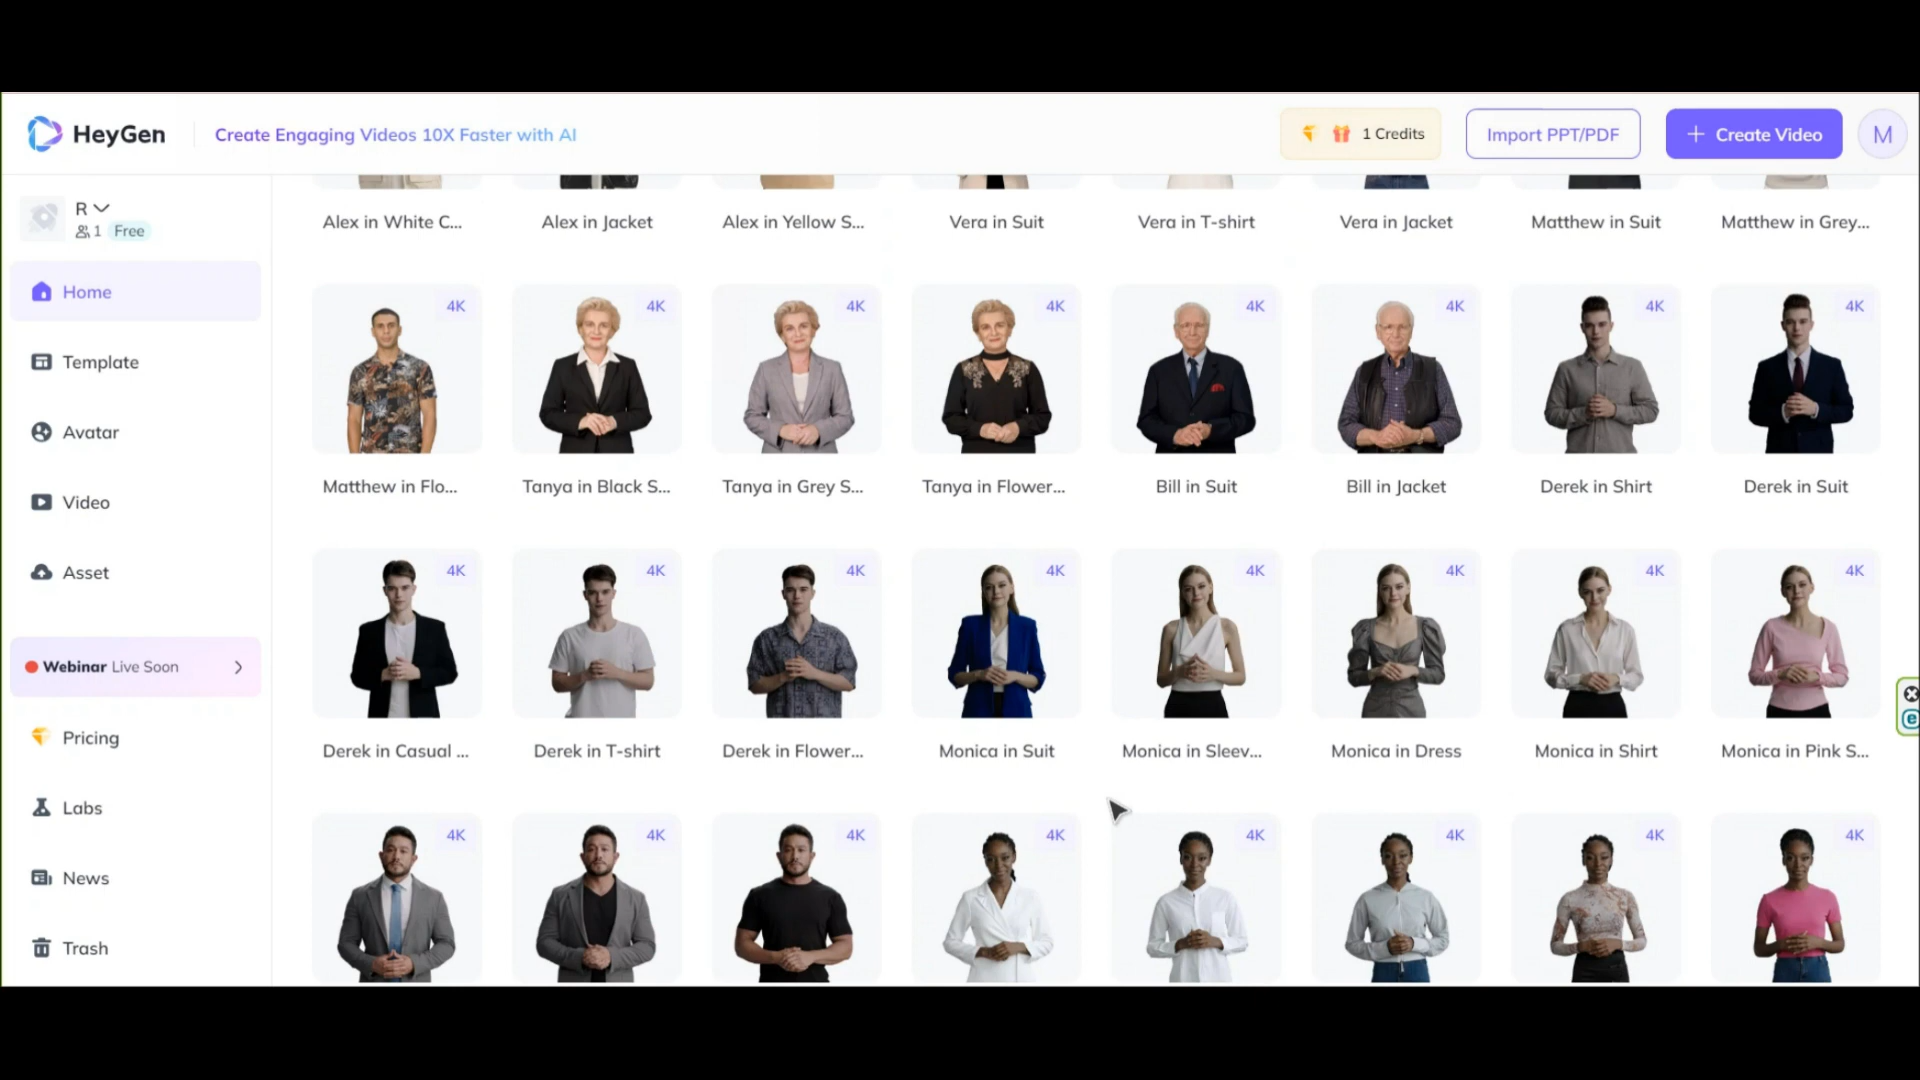 HeyGen
Create Engaging Videos 10X Faster with AI
1 Credits
Import PPT/PDF
+ Create Video
M
R
1 Free
Home
Template
Avatar
Video
Asset
Webinar Live Soon
Pricing
Labs
News
Trash
Alex in White C... Alex in Jacket Alex in Yellow S... Vera in Suit Vera in T-shirt Vera in Jacket Matthew in Suit Matthew in Grey...
4K 4K 4K 4K 4K 4K 4K 4K
Matthew in Flo... Tanya in Black S... Tanya in Grey S... Tanya in Flower... Bill in Suit Bill in Jacket Derek in Shirt Derek in Suit
4K 4K 4K 4K 4K 4K 4K 4K
Derek in Casual ... Derek in T-shirt Derek in Flower... Monica in Suit Monica in Sleev... Monica in Dress Monica in Shirt Monica in Pink S...
4K 4K 4K 4K 4K 4K 4K 4K